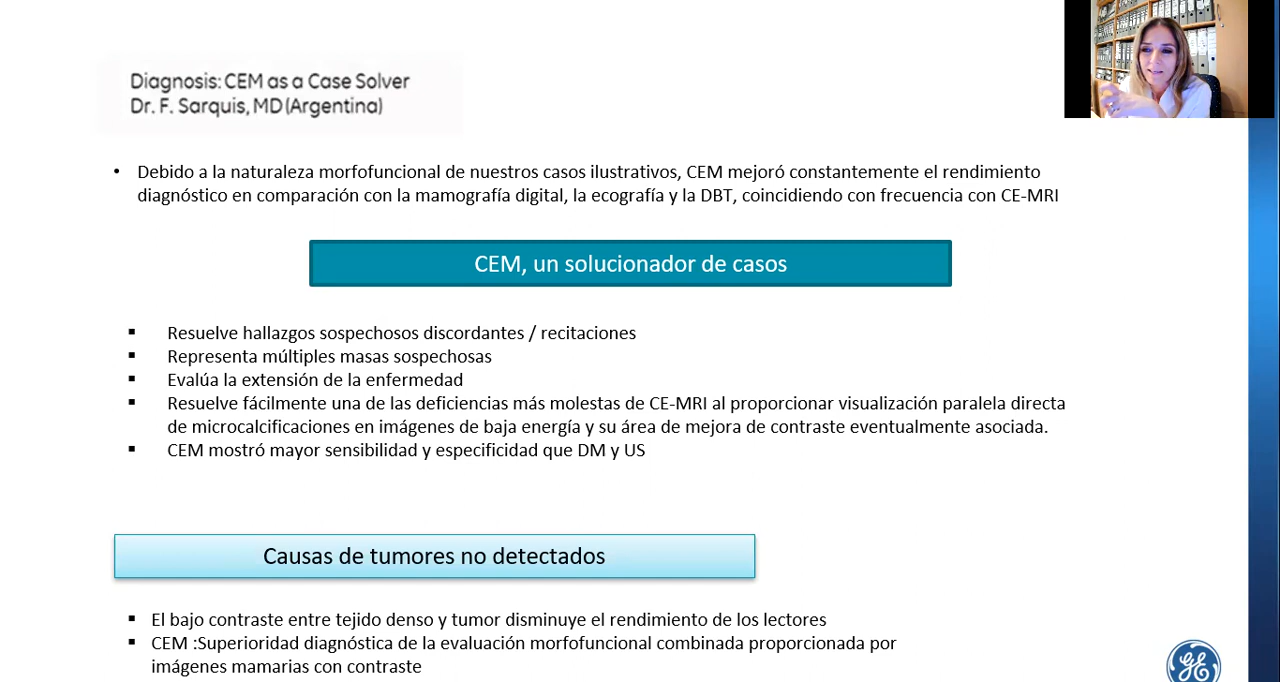 Diagnosis: CEM as a Case Solver
Dr. F. Sarquis, MD (Argentina)
• Debido a la naturaleza morfofuncional de nuestros casos ilustrativos, CEM mejoró constantemente el rendimiento
diagnóstico en comparación con la mamografía digital, la ecografía y la DBT, coincidiendo con frecuencia con CE-MRI
CEM, un solucionador de casos
▪ Resuelve hallazgos sospechosos discordantes / recitaciones
▪ Representa múltiples masas sospechosas
▪ Evalúa la extensión de la enfermedad
▪ Resuelve fácilmente una de las deficiencias más molestas de CE-MRI al proporcionar visualización paralela directa
de microcalcificaciones en imágenes de baja energía y su área de mejora de contraste eventualmente asociada.
▪ CEM mostró mayor sensibilidad y especificidad que DM y US
Causas de tumores no detectados
▪ El bajo contraste entre tejido denso y tumor disminuye el rendimiento de los lectores
▪ CEM :Superioridad diagnóstica de la evaluación morfofuncional combinada proporcionada por
imágenes mamarias con contraste
GE